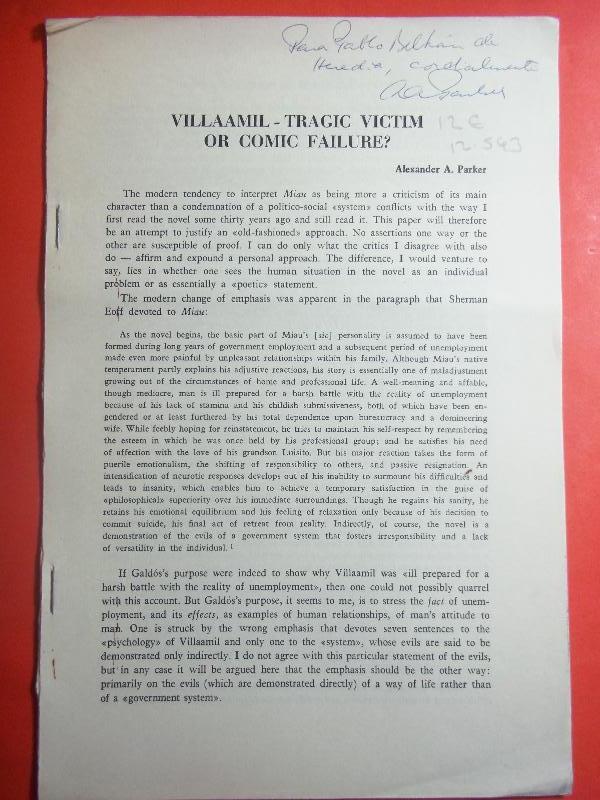 Para Pablo Beltrán de
Heredia, cordialmente
AAParker
VILLAAMIL - TRAGIC VICTIM
OR COMIC FAILURE?
12 €
12.593
Alexander A. Parker
The modern tendency to interpret Miau as being more a criticism of its main
character than a condemnation of a politico-social «system» conflicts with the way I
first read the novel some thirty years ago and still read it. This paper will therefore
be an attempt to justify an «old-fashioned» approach. No assertions one way or the
other are susceptible of proof. I can do only what the critics I disagree with also
do — affirm and expound a personal approach. The difference, I would venture to
say, lies in whether one sees the human situation in the novel as an individual
problem or as essentially a «poetic» statement.
The modern change of emphasis was apparent in the paragraph that Sherman
Eoff devoted to Miau:
As the novel begins, the basic part of Miau's [sic] personality is assumed to have been
formed during long years of government employment and a subsequent period of unemployment
made even more painful by unpleasant relationships within his family. Although Miau's native
temperament partly explains his adjustive reactions, his story is essentially one of maladjustment
growing out of the circumstances of home and professional life. A well-meaning and affable,
though mediocre, man is ill prepared for a harsh battle with the reality of unemployment
because of his lack of stamina and his childish submissiveness, both of which have been en-
gendered or at least furthered by his total dependence upon bureaucracy and a domineering
wife. While feebly hoping for reinstatement, he tries to maintain his self-respect by remembering
the esteem in which he was once held by his professional group; and he satisfies his need
of affection with the love of his grandson Luisito. But his major reaction takes the form of
puerile emotionalism, the shifting of responsibility to others, and passive resignation. An
intensification of neurotic responses develops out of his inability to surmount his difficulties and
leads to insanity, which enables him to achieve a temporary satisfaction in the guise of
«philosophical» superiority over his immediate surroundings. Though he regains his sanity, he
retains his emotional equilibrium and his feeling of relaxation only because of his decision to
commit suicide, his final act of retreat from reality. Indirectly, of course, the novel is a
demonstration of the evils of a government system that fosters irresponsibility and a lack
of versatility in the individual. 1
If Galdós's purpose were indeed to show why Villaamil was «ill prepared for a
harsh battle with the reality of unemployment», then one could not possibly quarrel
with this account. But Galdós's purpose, it seems to me, is to stress the fact of unem-
ployment, and its effects, as examples of human relationships, of man's attitude to
man. One is struck by the wrong emphasis that devotes seven sentences to the
«psychology» of Villaamil and only one to the «system», whose evils are said to be
demonstrated only indirectly. I do not agree with this particular statement of the evils,
but in any case it will be argued here that the emphasis should be the other way:
primarily on the evils (which are demonstrated directly) of a way of life rather than
of a «government system».